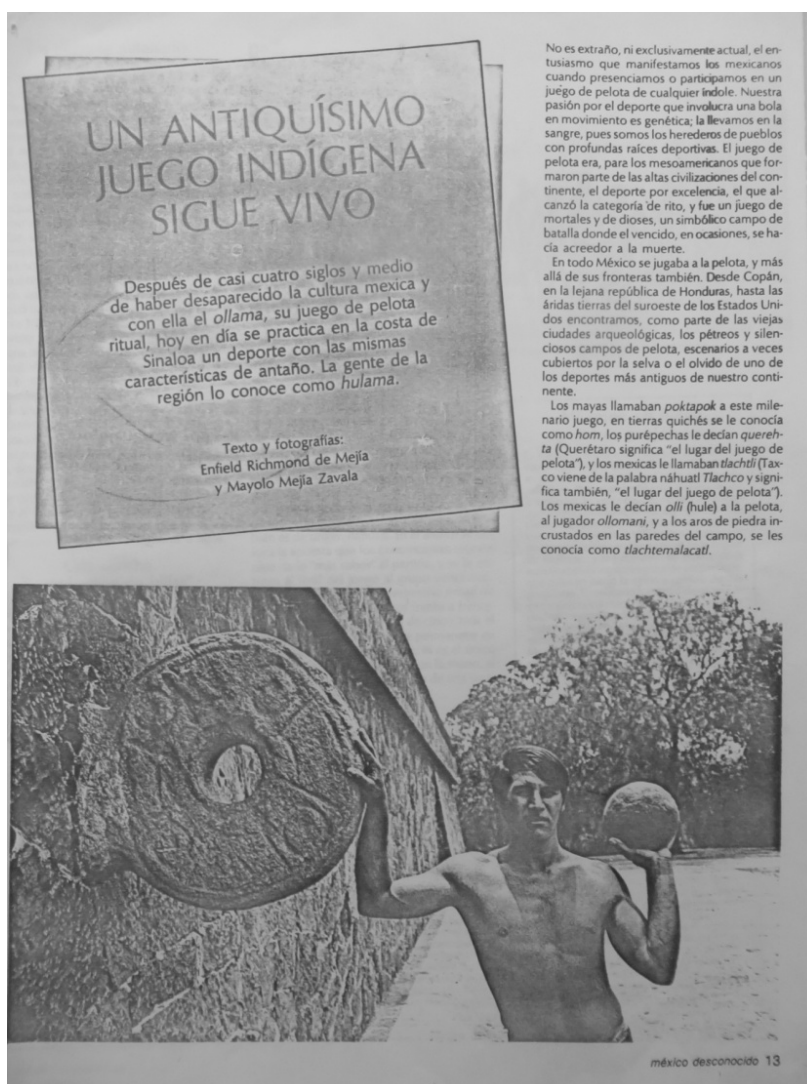 UN ANTIQUÍSIMO
JUEGO INDÍGENA
SIGUE VIVO
Después de casi cuatro siglos y medio
de haber desaparecido la cultura mexica y
con ella el ollama, su juego de pelota
ritual, hoy en día se practica en la costa de
Sinaloa un deporte con las mismas
características de antaño. La gente de la
región lo conoce como hulama.
Texto y fotografías:
Enfield Richmond de Mejía
y Mayolo Mejía Zavala
No es extraño, ni exclusivamente actual, el en-
tusiasmo que manifestamos los mexicanos
cuando presenciamos o participamos en un
juego de pelota de cualquier índole. Nuestra
pasión por el deporte que involucra una bola
en movimiento es genética; la llevamos en la
sangre, pues somos los herederos de pueblos
con profundas raíces deportivas. El juego de
pelota era, para los mesoamericanos que for-
maron parte de las altas civilizaciones del con-
tinente, el deporte por excelencia, el que al-
canzó la categoría de rito, y fue un juego de
mortales y de dioses, un simbólico campo de
batalla donde el vencido, en ocasiones, se ha-
cía acreedor a la muerte.
En todo México se jugaba a la pelota, y más
allá de sus fronteras también. Desde Copán,
en la lejana república de Honduras, hasta las
áridas tierras del suroeste de los Estados Uni-
dos encontramos, como parte de las viejas
ciudades arqueológicas, los pétreos y silen-
ciosos campos de pelota, escenarios a veces
cubiertos por la selva o el olvido de uno de
los deportes más antiguos de nuestro conti-
nente.
Los mayas llamaban poktapok a este mile-
nario juego, en tierras quichés se le conocía
como hom, los purépechas le decían quereh-
ta (Querétaro significa "el lugar del juego de
pelota"), y los mexicas le llamaban tlachtli (Tax-
co viene de la palabra náhuatl Tlachco y signi-
fica también, "el lugar del juego de pelota").
Los mexicas le decían olli (hule) a la pelota,
al jugador ollomani, y a los aros de piedra in-
crustados en las paredes del campo, se les
conocía como tlachtemalacatl.
méxico desconocido 13